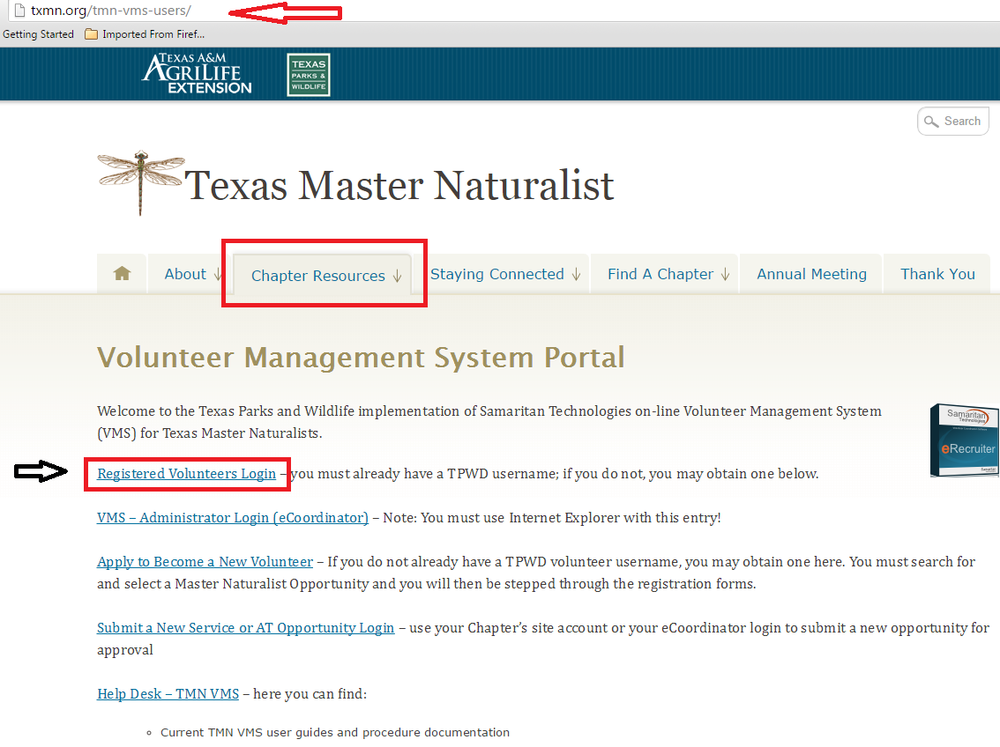 txmn.org/tmn-vms-users/
Getting Started Imported From Firef...
TEXAS A&M
AGRILIFE
EXTENSION
TEXAS
PARKS &
WILDLIFE
Search
Texas Master Naturalist
About Chapter Resources Staying Connected Find A Chapter Annual Meeting Thank You
Volunteer Management System Portal
Welcome to the Texas Parks and Wildlife implementation of Samaritan Technologies on-line Volunteer Management System
(VMS) for Texas Master Naturalists.
Samaritan
Technologies
eRecruiter
Samaritan
Registered Volunteers Login – you must already have a TPWD username; if you do not, you may obtain one below.
VMS – Administrator Login (eCoordinator) – Note: You must use Internet Explorer with this entry!
Apply to Become a New Volunteer – If you do not already have a TPWD volunteer username, you may obtain one here. You must search for
and select a Master Naturalist Opportunity and you will then be stepped through the registration forms.
Submit a New Service or AT Opportunity Login – use your Chapter’s site account or your eCoordinator login to submit a new opportunity for
approval
Help Desk – TMN VMS – here you can find:
Current TMN VMS user guides and procedure documentation